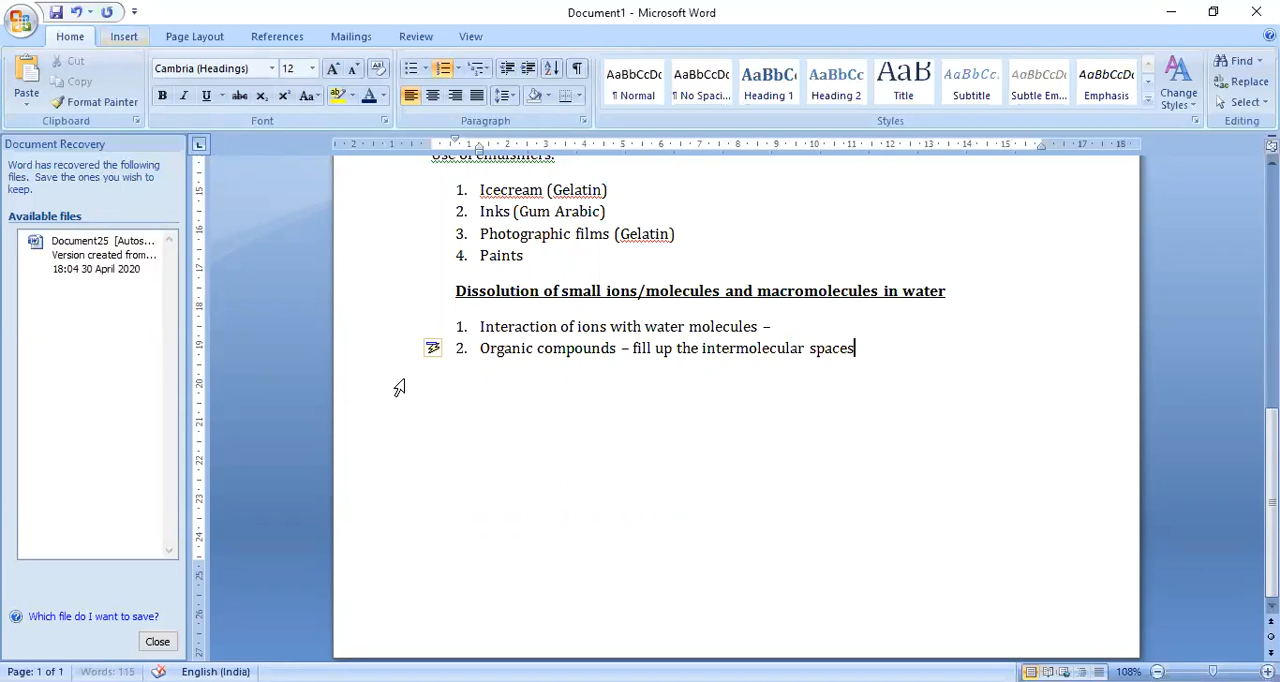 Document1 - Microsoft Word
Home Insert Page Layout References Mailings Review View
Paste
Cut
Copy
Format Painter
Clipboard
Cambria (Headings) 12
B I U abc X₂ X² Aa
Font
Paragraph
AaBbCcDc AaBbCcDc AaBbC AaBbCc AaB AaBbCc. AaBbCcDc AaBbCcDc
¶ Normal ¶ No Spaci... Heading 1 Heading 2 Title Subtitle Subtle Em... Emphasis
Change Styles
Styles
Find
Replace
Select
Editing
Document Recovery
Word has recovered the following
files. Save the ones you wish to
keep.
Available files
Document25 [Autos...
Version created from...
18:04 30 April 2020
Which file do I want to save?
Close
1. Icecream (Gelatin)
2. Inks (Gum Arabic)
3. Photographic films (Gelatin)
4. Paints
Dissolution of small ions/molecules and macromolecules in water
1. Interaction of ions with water molecules –
2. Organic compounds – fill up the intermolecular spaces
Page: 1 of 1 Words: 115 English (India) 108%